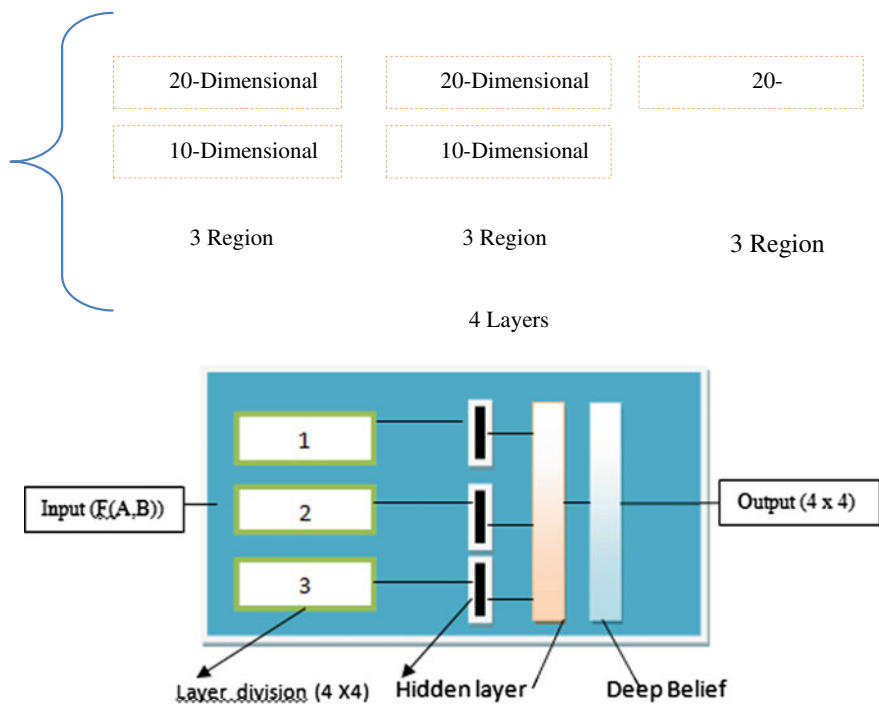 20-Dimensional 20-Dimensional 20-
10-Dimensional 10-Dimensional
3 Region 3 Region 3 Region
4 Layers
1
Input (F(A,B)) 2 Output (4 x 4)
3
Layer division (4 X4) Hidden layer Deep Belief